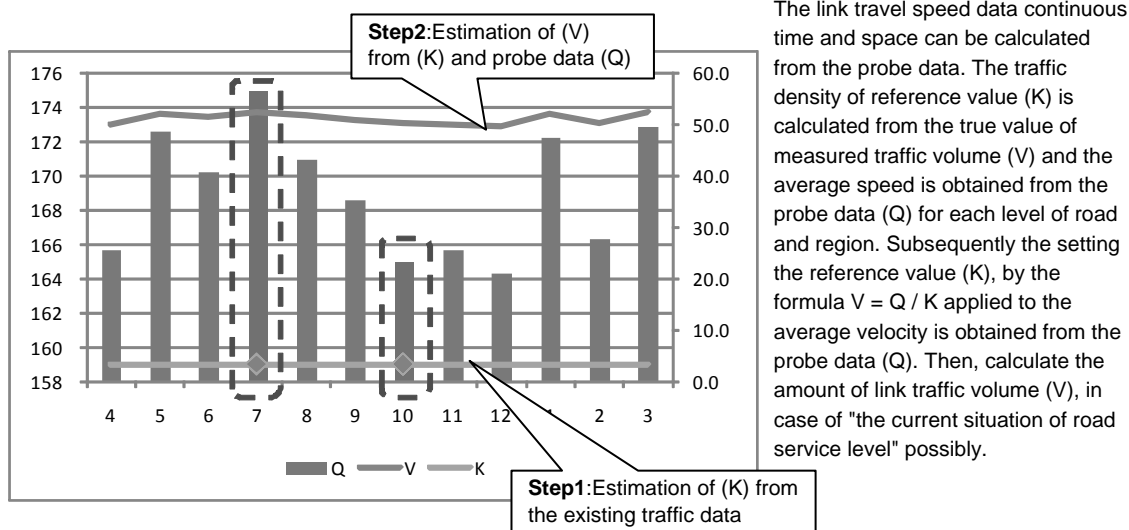 Step2:Estimation of (V)
from (K) and probe data (Q)
176
174
172
170
168
166
164
162
160
158
60.0
50.0
40.0
30.0
20.0
10.0
0.0
4 5 6 7 8 9 10 11 12 1 2 3
Q V K
Step1:Estimation of (K) from
the existing traffic data
The link travel speed data continuous
time and space can be calculated
from the probe data. The traffic
density of reference value (K) is
calculated from the true value of
measured traffic volume (V) and the
average speed is obtained from the
probe data (Q) for each level of road
and region. Subsequently the setting
the reference value (K), by the
formula V = Q / K applied to the
average velocity is obtained from the
probe data (Q). Then, calculate the
amount of link traffic volume (V), in
case of "the current situation of road
service level" possibly.